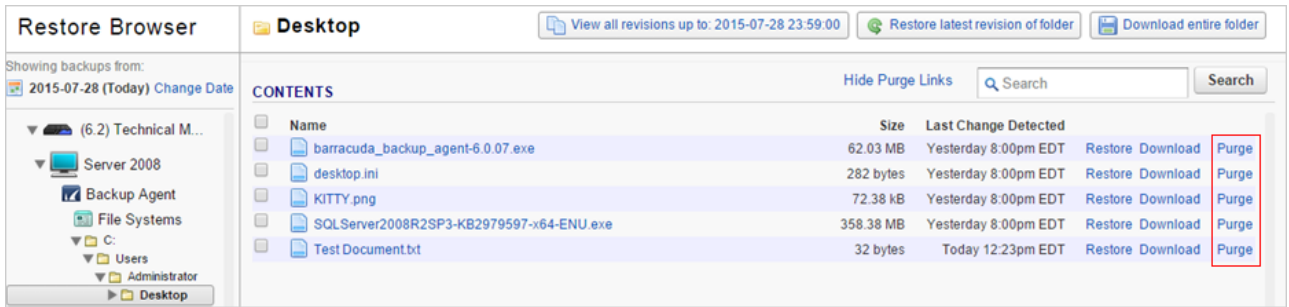 Restore Browser
Desktop
View all revisions up to: 2015-07-28 23:59:00
Restore latest revision of folder
Download entire folder
Showing backups from:
2015-07-28 (Today) Change Date
(6.2) Technical M...
Server 2008
Backup Agent
File Systems
C:
Users
Administrator
Desktop
CONTENTS
Hide Purge Links
Search
Search
Name Size Last Change Detected
barracuda_backup_agent-6.0.07.exe 62.03 MB Yesterday 8:00pm EDT Restore Download Purge
desktop.ini 282 bytes Yesterday 8:00pm EDT Restore Download Purge
KITTY.png 72.38 kB Yesterday 8:00pm EDT Restore Download Purge
SQLServer2008R2SP3-KB2979597-x64-ENU.exe 358.38 MB Yesterday 8:00pm EDT Restore Download Purge
Test Document.txt 32 bytes Today 12:23pm EDT Restore Download Purge